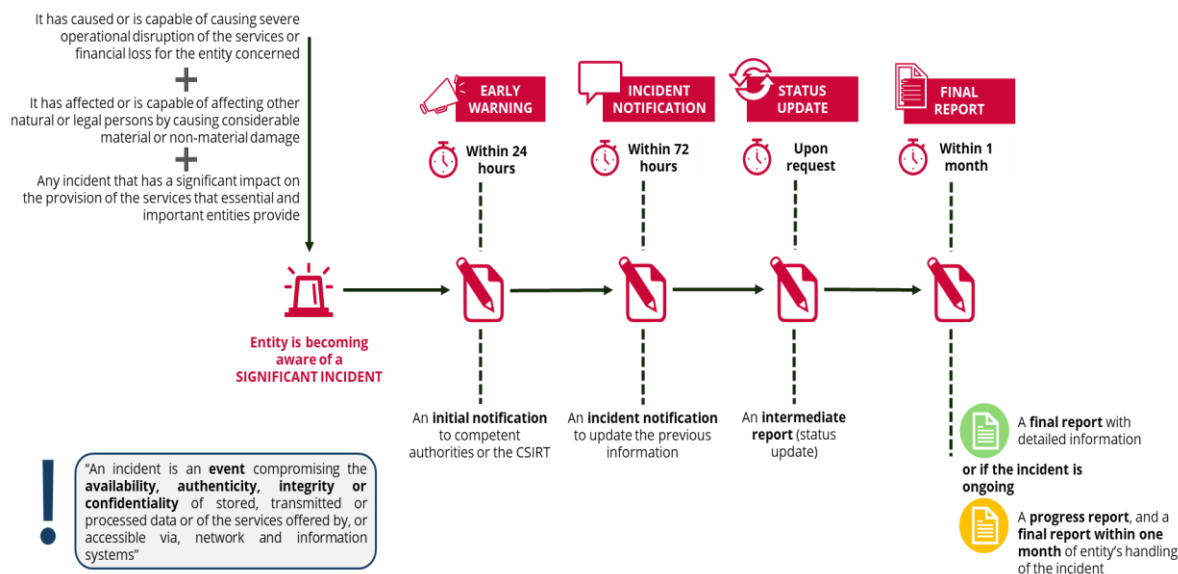 It has caused or is capable of causing severe
operational disruption of the services or
financial loss for the entity concerned
+
It has affected or is capable of affecting other
natural or legal persons by causing considerable
material or non-material damage
+
Any incident that has a significant impact on
the provision of the services that essential and
important entities provide
Entity is becoming
aware of a
SIGNIFICANT INCIDENT
EARLY
WARNING
Within 24
hours
An initial notification
to competent
authorities or the CSIRT
INCIDENT
NOTIFICATION
Within 72
hours
An incident notification
to update the previous
information
STATUS
UPDATE
Upon
request
An intermediate
report (status
update)
FINAL
REPORT
Within 1
month
A final report with
detailed information
or if the incident is
ongoing
A progress report, and a
final report within one
month of entity's handling
of the incident
!
"An incident is an event compromising the
availability, authenticity, integrity or
confidentiality of stored, transmitted or
processed data or of the services offered by, or
accessible via, network and information
systems"